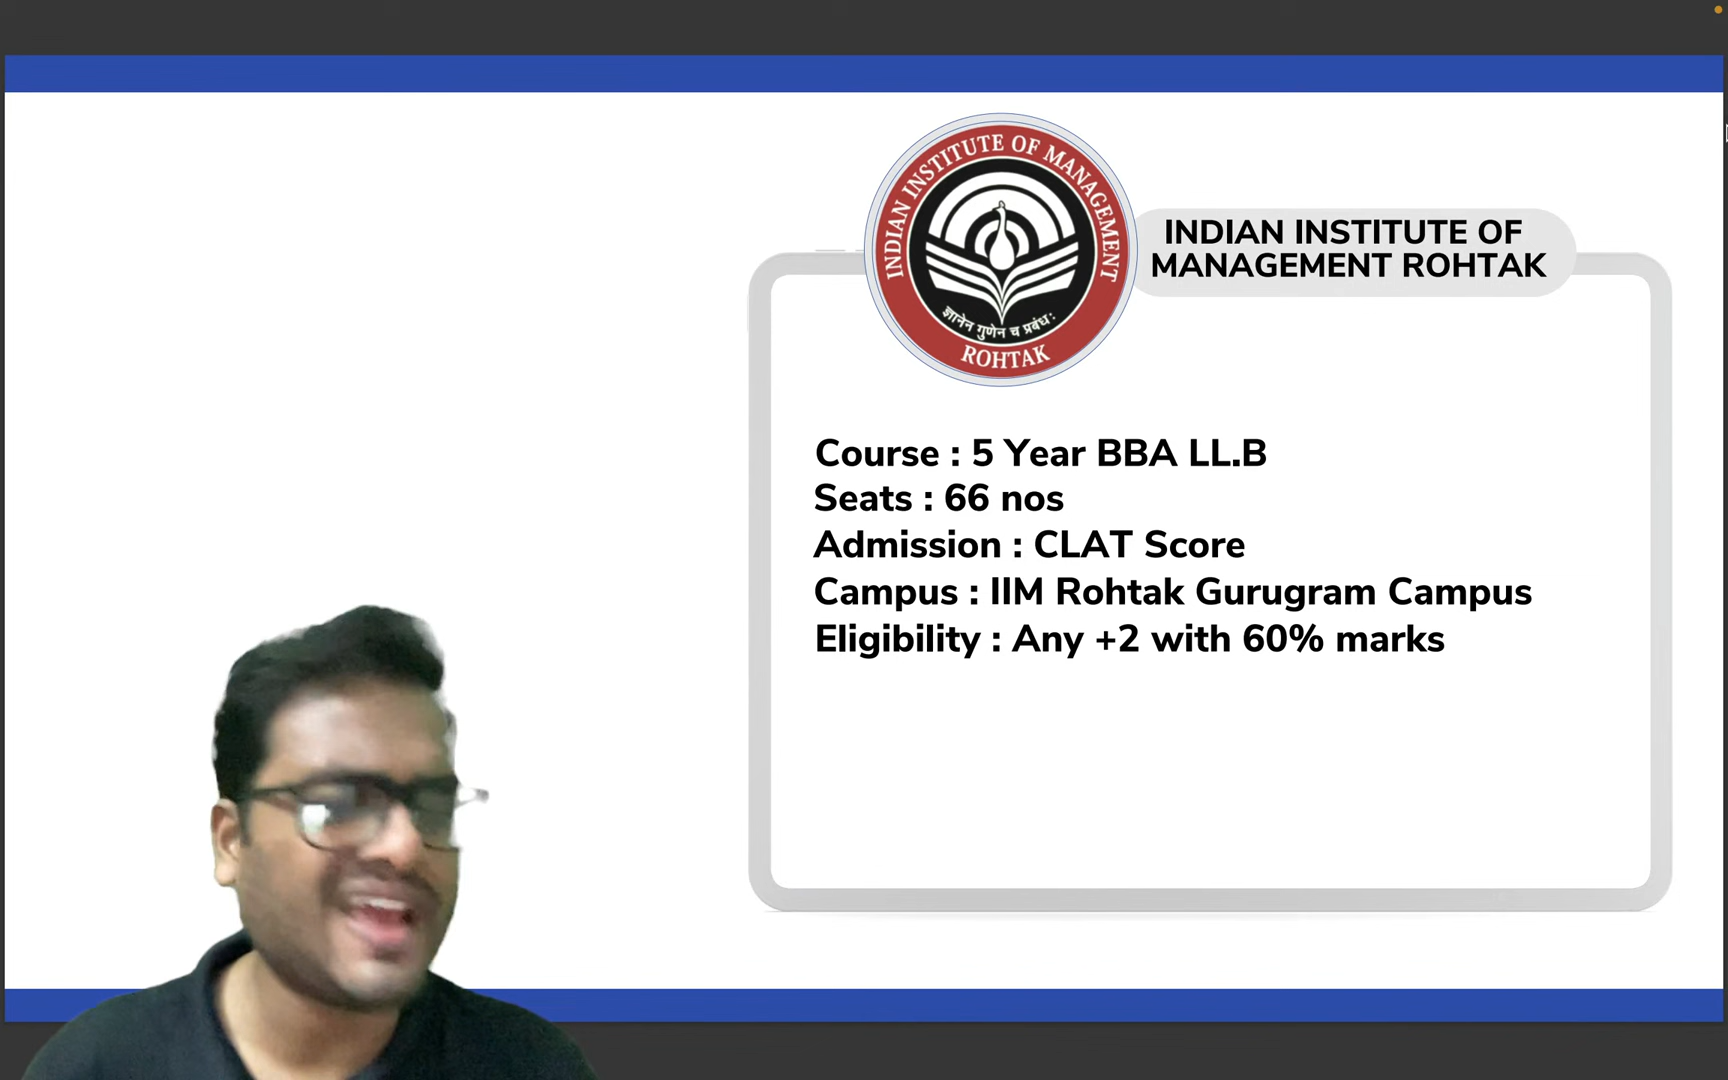 INDIAN INSTITUTE OF MANAGEMENT
ज्ञानेन गुणेन च प्रबंधः
ROHTAK
INDIAN INSTITUTE OF
MANAGEMENT ROHTAK
Course : 5 Year BBA LL.B
Seats : 66 nos
Admission : CLAT Score
Campus : IIM Rohtak Gurugram Campus
Eligibility : Any +2 with 60% marks